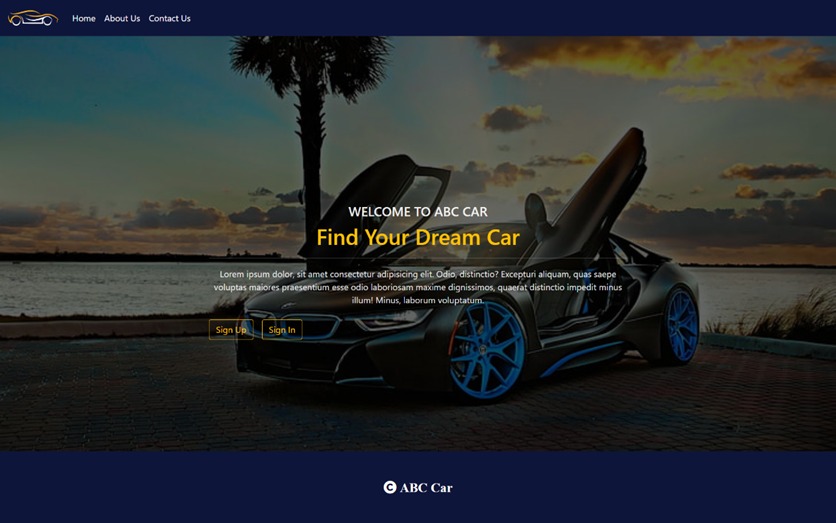 Home About Us Contact Us
WELCOME TO ABC CAR
Find Your Dream Car
Lorem ipsum dolor, sit amet consectetur adipisicing elit. Odio, distinctio? Excepturi aliquam, quas saepe
voluptas maiores praesentium esse odio laboriosam maxime dignissimos, quaerat distinctio impedit minus
illum! Minus, laborum voluptatum.
Sign Up Sign In
© ABC Car